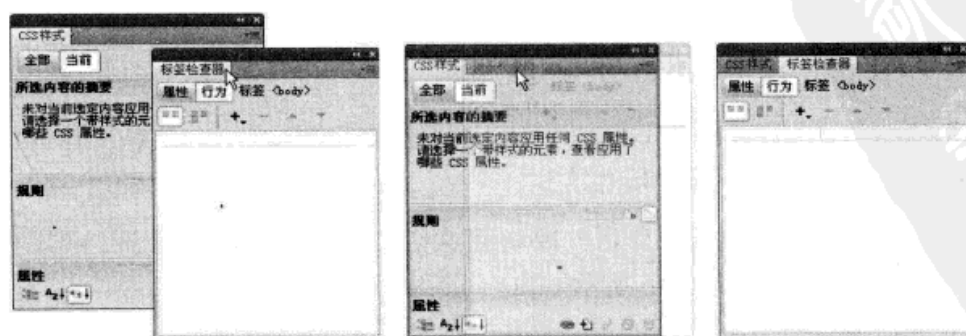 CSS样式
全部 当前
所选内容的摘要
未对当前选定内容应用
请选择一个带样式的元
哪些 CSS 属性。
规则
属性
标签检查器
属性 行为 标签 <body>
CSS样式
全部 当前 标签 <body>
所选内容的摘要
未对当前选定内容应用任何 CSS 属性。
请选择一个带样式的元素，查看应用了
哪些 CSS 属性。
规则
属性
CSS样式 标签检查器
属性 行为 标签 <body>